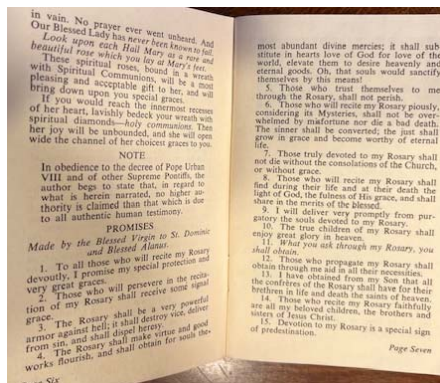 in vain. No prayer ever went unheard. And
Our Blessed Lady has never been known to fail.
Look upon each Hail Mary as a rare and
beautiful rose which you lay at Mary's feet.
These spiritual roses, bound in a wreath
with Spiritual Communions, will be a most
pleasing and acceptable gift to her, and will
bring down upon you special graces.
If you would reach the innermost recesses
of her heart, lavishly bedeck your wreath with
spiritual diamonds—holy communions. Then
her joy will be unbounded, and she will open
wide the channel of her choicest graces to you.
NOTE
In obedience to the decree of Pope Urban
VIII and of other Supreme Pontiffs, the
author begs to state that, in regard to
what is herein narrated, no higher au-
thority is claimed than that which is due
to all authentic human testimony.
PROMISES
Made by the Blessed Virgin to St. Dominic
and Blessed Alanus.
1. To all those who will recite my Rosary
devoutly, I promise my special protection and
very great graces.
2. Those who will persevere in the recita-
tion of my Rosary shall receive some signal
grace.
3. The Rosary shall be a very powerful
armor against hell; it shall destroy vice, deliver
from sin, and shall dispel heresy.
4. The Rosary shall make virtue and good
works flourish, and shall obtain for souls the
Six
most abundant divine mercies; it shall sub
stitute in hearts love of God for love of the
world, elevate them to desire heavenly and
eternal goods. Oh, that souls would sanctify
themselves by this means!
5. Those who trust themselves to me
through the Rosary, shall not perish.
6. Those who will recite my Rosary piously,
considering its Mysteries, shall not be over-
whelmed by misfortune nor die a bad death.
The sinner shall be converted; the just shall
grow in grace and become worthy of eternal
life.
7. Those truly devoted to my Rosary shall
not die without the consolations of the Church,
or without grace.
8. Those who will recite my Rosary shall
find during their life and at their death the
light of God, the fulness of His grace, and shall
share in the merits of the blessed.
9. I will deliver very promptly from pur-
gatory the souls devoted to my Rosary.
10. The true children of my Rosary shall
enjoy great glory in heaven.
11. What you ask through my Rosary, you
shall obtain.
12. Those who propagate my Rosary shall
obtain through me aid in all their necessities.
13. I have obtained from my Son that all
the confrères of the Rosary shall have for their
brethren in life and death the saints of heaven.
14. Those who recite my Rosary faithfully
are all my beloved children, the brothers and
sisters of Jesus Christ.
15. Devotion to my Rosary is a special sign
of predestination.
Page Seven